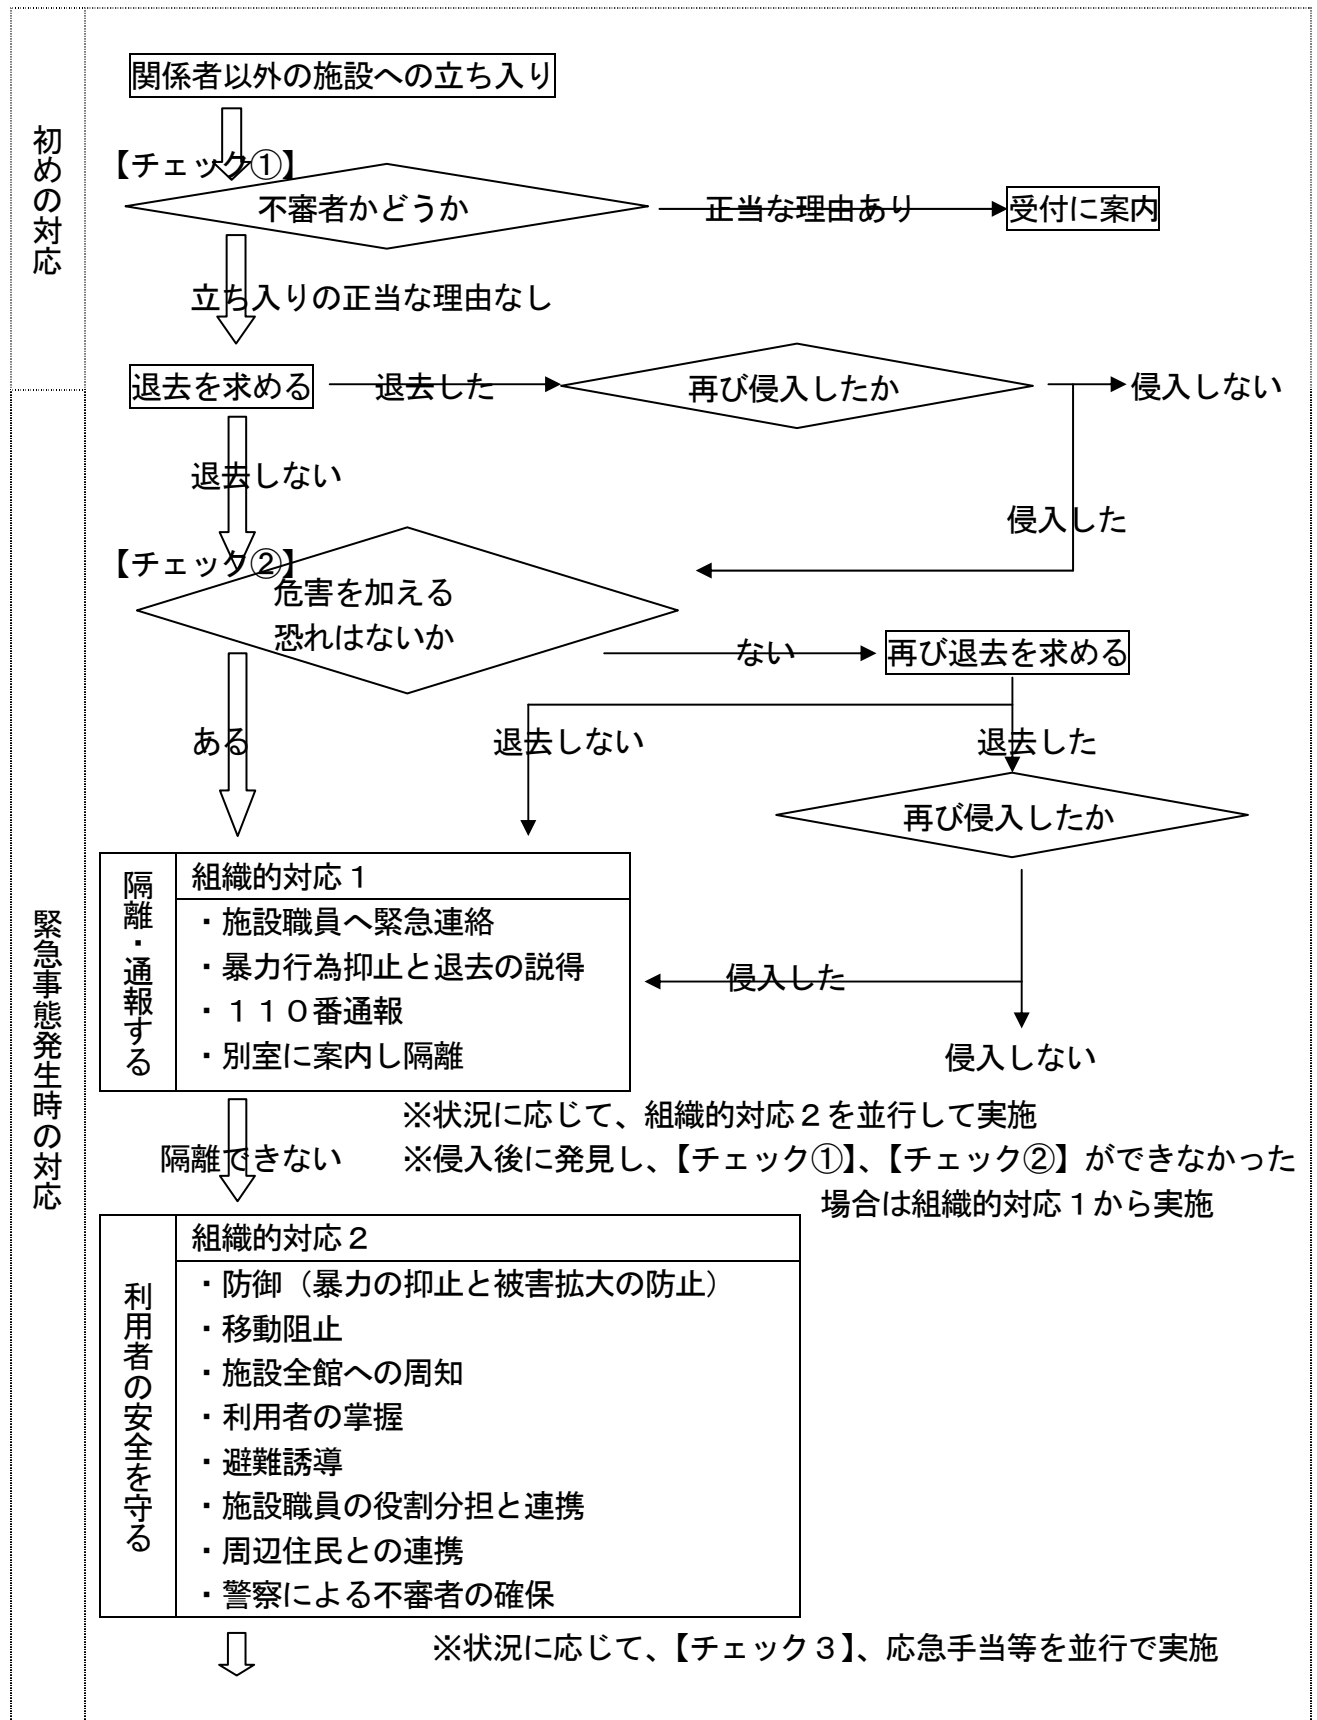 初めの対応
関係者以外の施設への立ち入り
【チェック①】
不審者かどうか
正当な理由あり
受付に案内
立ち入りの正当な理由なし
退去を求める
退去した
再び侵入したか
侵入しない
緊急事態発生時の対応
退去しない
侵入した
【チェック②】
危害を加える
恐れはないか
ない
再び退去を求める
ある
退去しない
退去した
再び侵入したか
隔離・通報する
組織的対応１
・施設職員へ緊急連絡
・暴力行為抑止と退去の説得
・１１０番通報
・別室に案内し隔離
侵入した
侵入しない
※状況に応じて、組織的対応２を並行して実施
隔離できない
※侵入後に発見し、【チェック①】、【チェック②】ができなかった
場合は組織的対応１から実施
利用者の安全を守る
組織的対応２
・防御（暴力の抑止と被害拡大の防止）
・移動阻止
・施設全館への周知
・利用者の掌握
・避難誘導
・施設職員の役割分担と連携
・周辺住民との連携
・警察による不審者の確保
※状況に応じて、【チェック３】、応急手当等を並行で実施